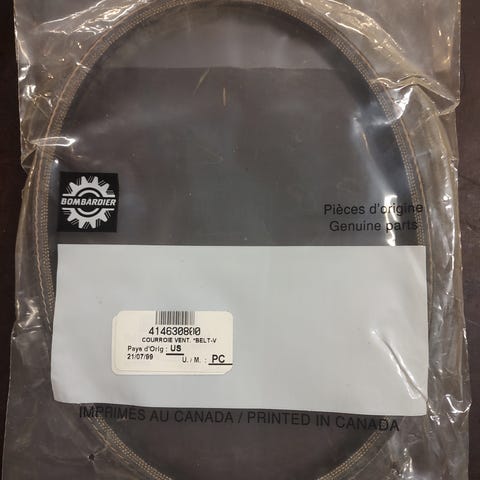 BOMBARDIER
Pièces d'origine
Genuine parts
414630800
COURROIE VENT. *BELT-V
Pays d'Orig : US
21/07/99 U. / M. : PC
IMPRIMÉS AU CANADA / PRINTED IN CANADA